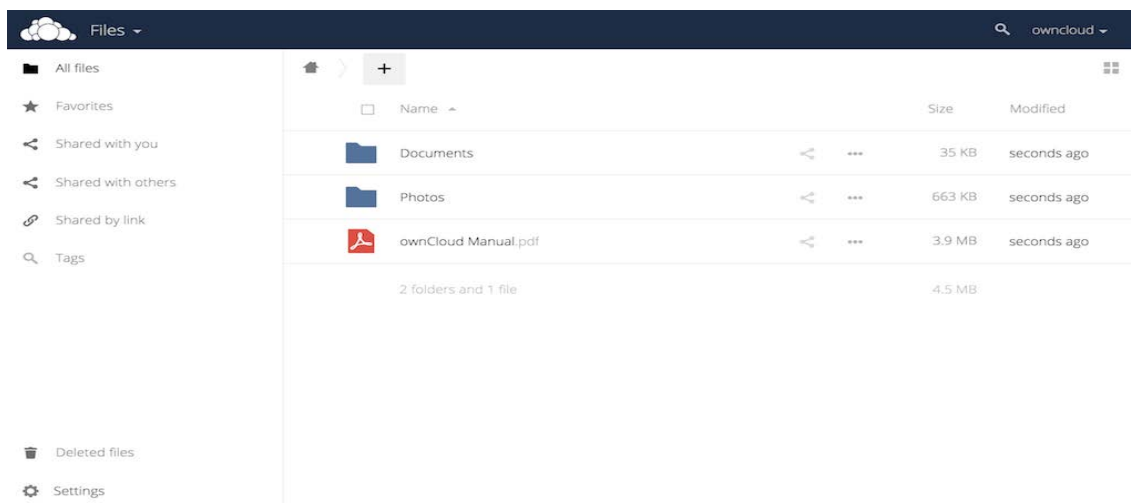 Files
owncloud
All files
Favorites
Shared with you
Shared with others
Shared by link
Tags
Deleted files
Settings
+
Name Size Modified
Documents 35 KB seconds ago
Photos 663 KB seconds ago
ownCloud Manual.pdf 3.9 MB seconds ago
2 folders and 1 file 4.5 MB